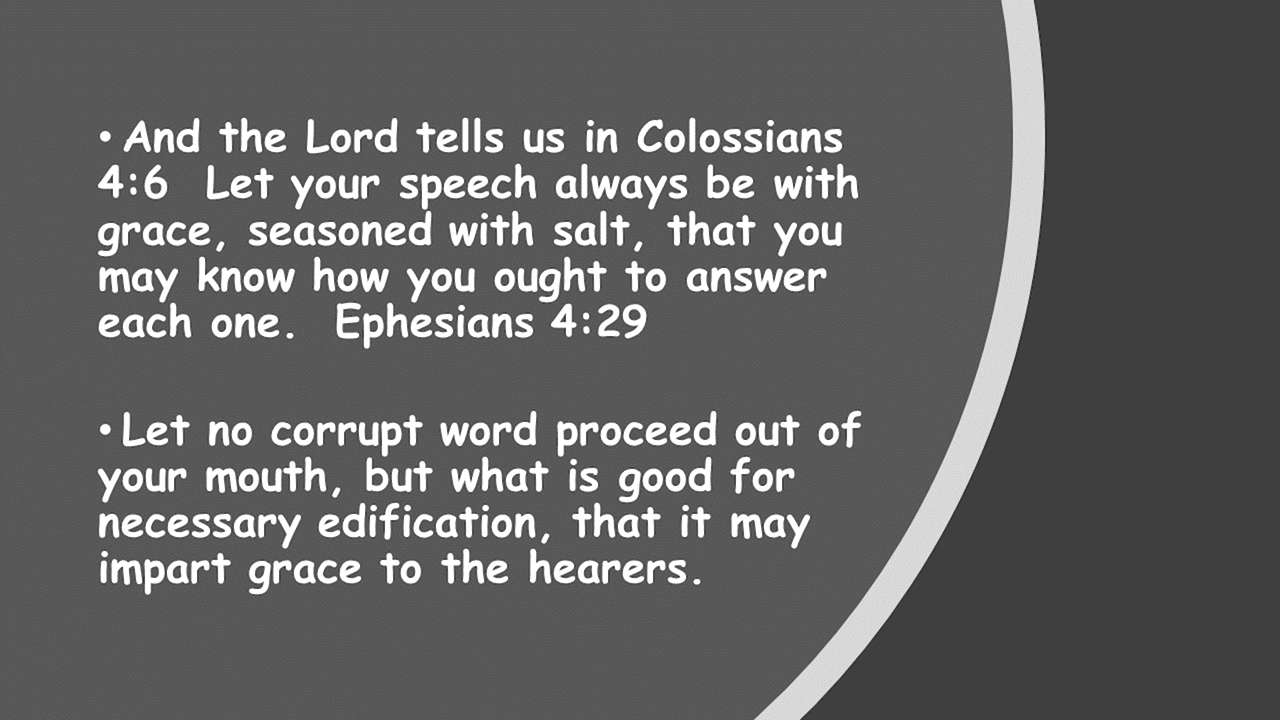 • And the Lord tells us in Colossians
4:6  Let your speech always be with
grace, seasoned with salt, that you
may know how you ought to answer
each one.  Ephesians 4:29
• Let no corrupt word proceed out of
your mouth, but what is good for
necessary edification, that it may
impart grace to the hearers.